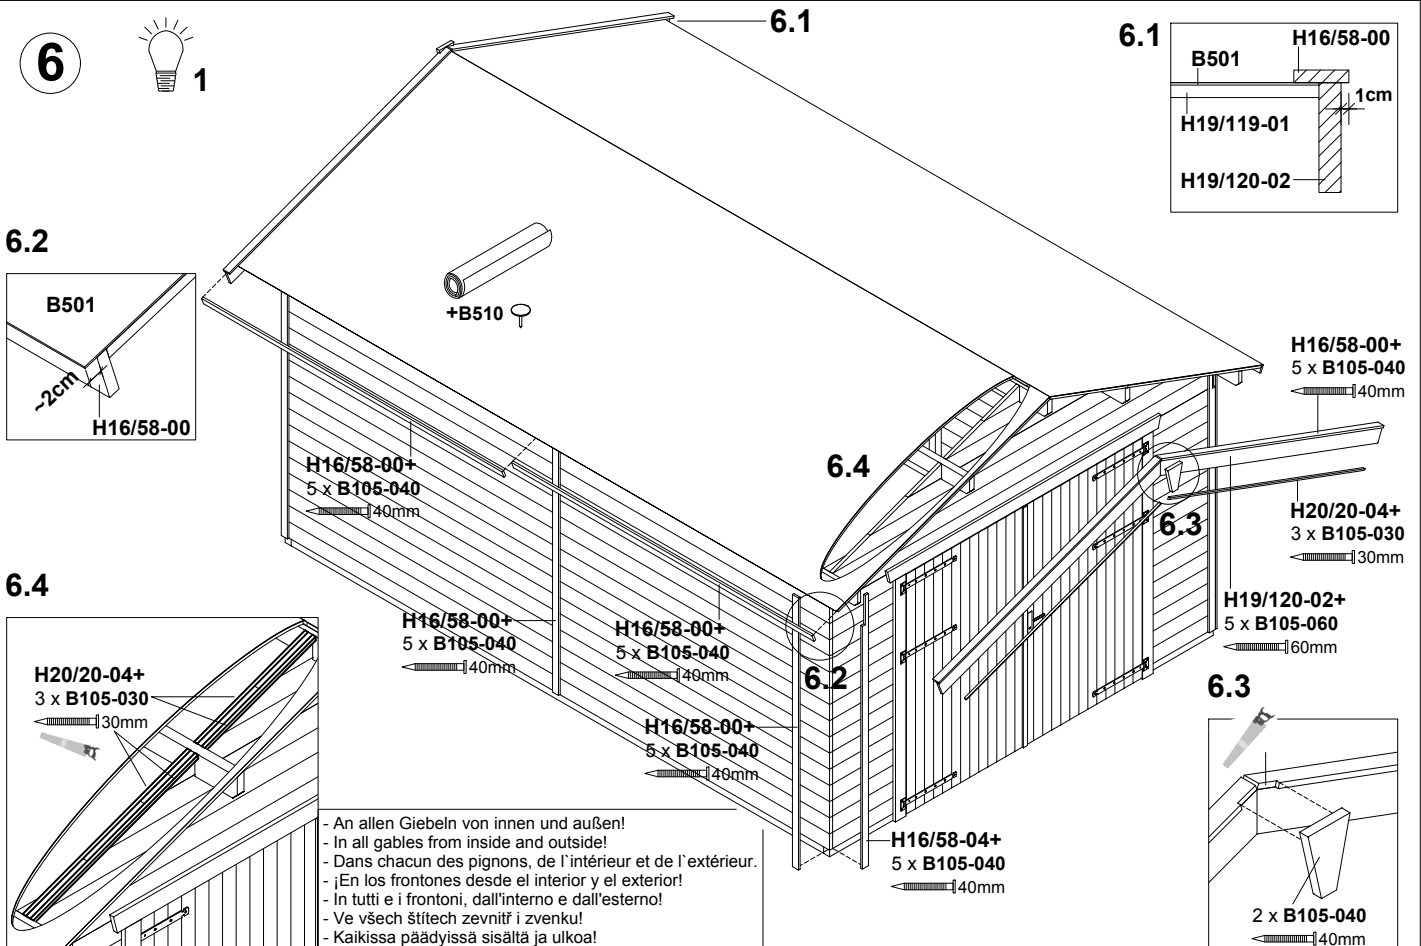 6
1
6.1
6.1
H16/58-00
B501
1cm
H19/119-01
H19/120-02
6.2
B501
~2cm
H16/58-00
+B510
H16/58-00+
5 x B105-040
40mm
6.4
H16/58-00+
5 x B105-040
40mm
6.3
H20/20-04+
3 x B105-030
30mm
H19/120-02+
5 x B105-060
60mm
H16/58-00+
5 x B105-040
40mm
H16/58-00+
5 x B105-040
40mm
6.2
H16/58-00+
5 x B105-040
40mm
H16/58-04+
5 x B105-040
40mm
6.4
H20/20-04+
3 x B105-030
30mm
- An allen Giebeln von innen und außen!
- In all gables from inside and outside!
- Dans chacun des pignons, de l`intérieur et de l`extérieur.
- ¡En los frontones desde el interior y el exterior!
- In tutti e i frontoni, dall'interno e dall'esterno!
- Ve všech štítech zevnitř i zvenku!
- Kaikissa päädyissä sisältä ja ulkoa!
6.3
2 x B105-040
40mm